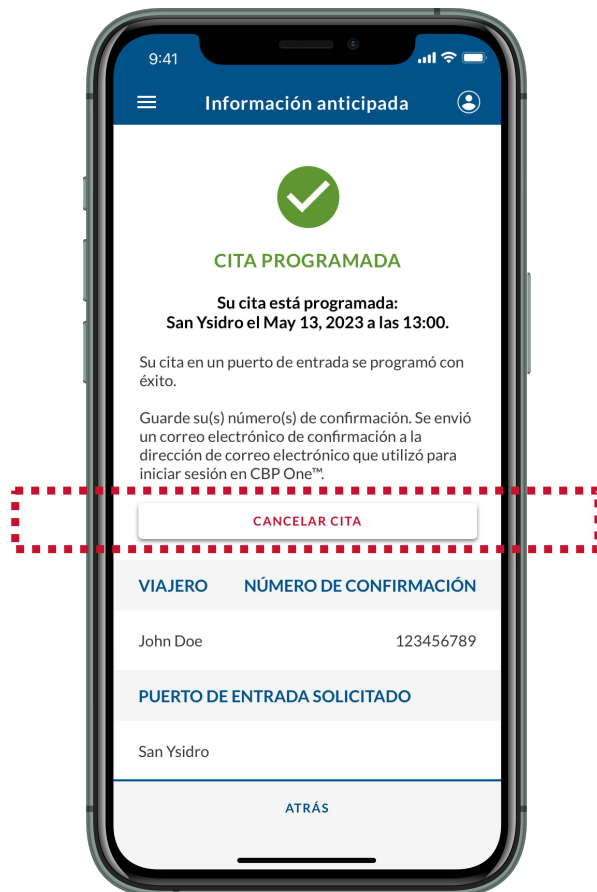 9:41
Información anticipada
CITA PROGRAMADA
Su cita está programada:
San Ysidro el May 13, 2023 a las 13:00.
Su cita en un puerto de entrada se programó con
éxito.
Guarde su(s) número(s) de confirmación. Se envió
un correo electrónico de confirmación a la
dirección de correo electrónico que utilizó para
iniciar sesión en CBP One™.
CANCELAR CITA
VIAJERO NÚMERO DE CONFIRMACIÓN
John Doe 123456789
PUERTO DE ENTRADA SOLICITADO
San Ysidro
ATRÁS